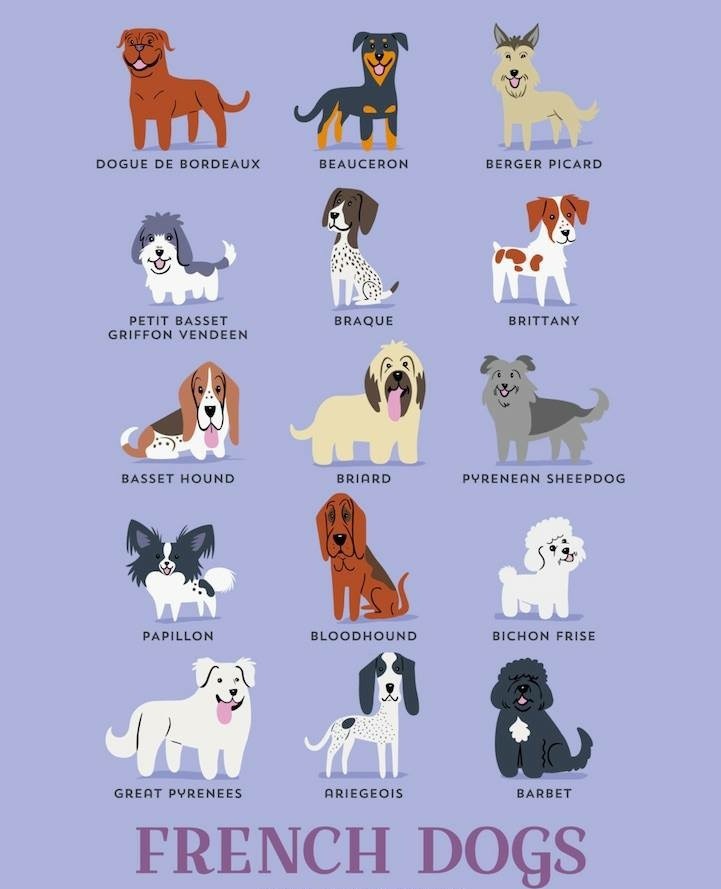 DOGUE DE BORDEAUX
BEAUCERON
BERGER PICARD
PETIT BASSET
GRIFFON VENDEEN
BRAQUE
BRITTANY
BASSET HOUND
BRIARD
PYRENEAN SHEEPDOG
PAPILLON
BLOODHOUND
BICHON FRISE
GREAT PYRENEES
ARIEGEOIS
BARBET
FRENCH DOGS